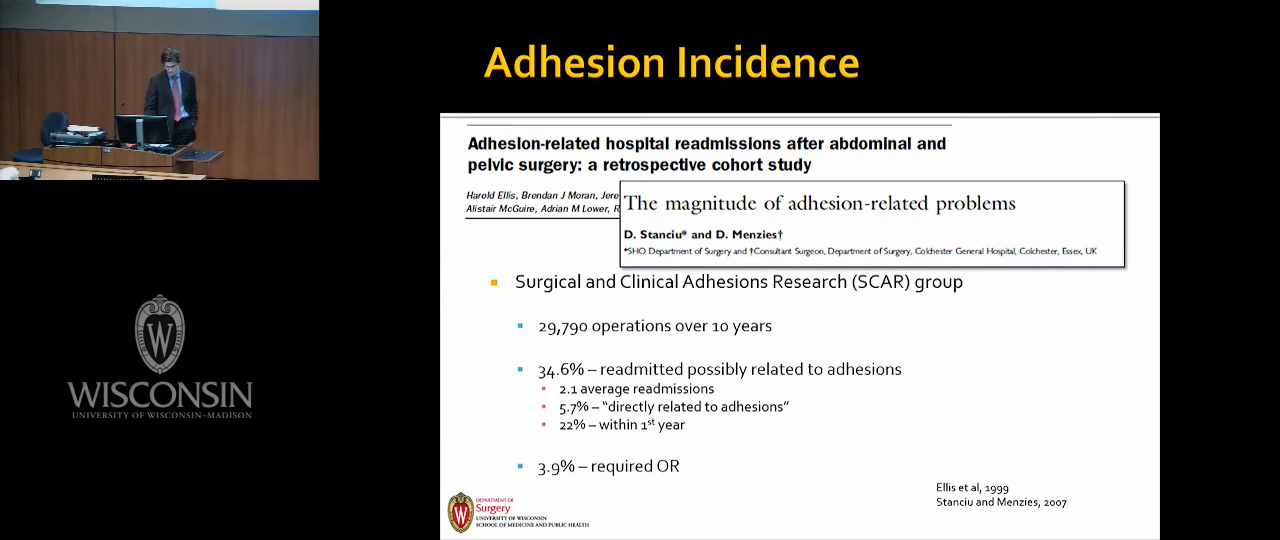 Adhesion Incidence
Adhesion-related hospital readmissions after abdominal and
pelvic surgery: a retrospective cohort study
Harold Ellis, Brendan J Moran,
Alistair McGuire, Adrian M Lower,
The magnitude of adhesion-related problems
D. Stanciu* and D. Menzies†
*SHO Department of Surgery and †Consultant Surgeon, Department of Surgery, Colchester General Hospital, Colchester, Essex, UK
Surgical and Clinical Adhesions Research (SCAR) group
29,790 operations over 10 years
34.6% – readmitted possibly related to adhesions
2.1 average readmissions
5.7% – “directly related to adhesions”
22% – within 1st year
3.9% – required OR
Ellis et al, 1999
Stanciu and Menzies, 2007
DEPARTMENT OF
Surgery
UNIVERSITY OF WISCONSIN
SCHOOL OF MEDICINE AND PUBLIC HEALTH
W
WISCONSIN
UNIVERSITY OF WISCONSIN–MADISON